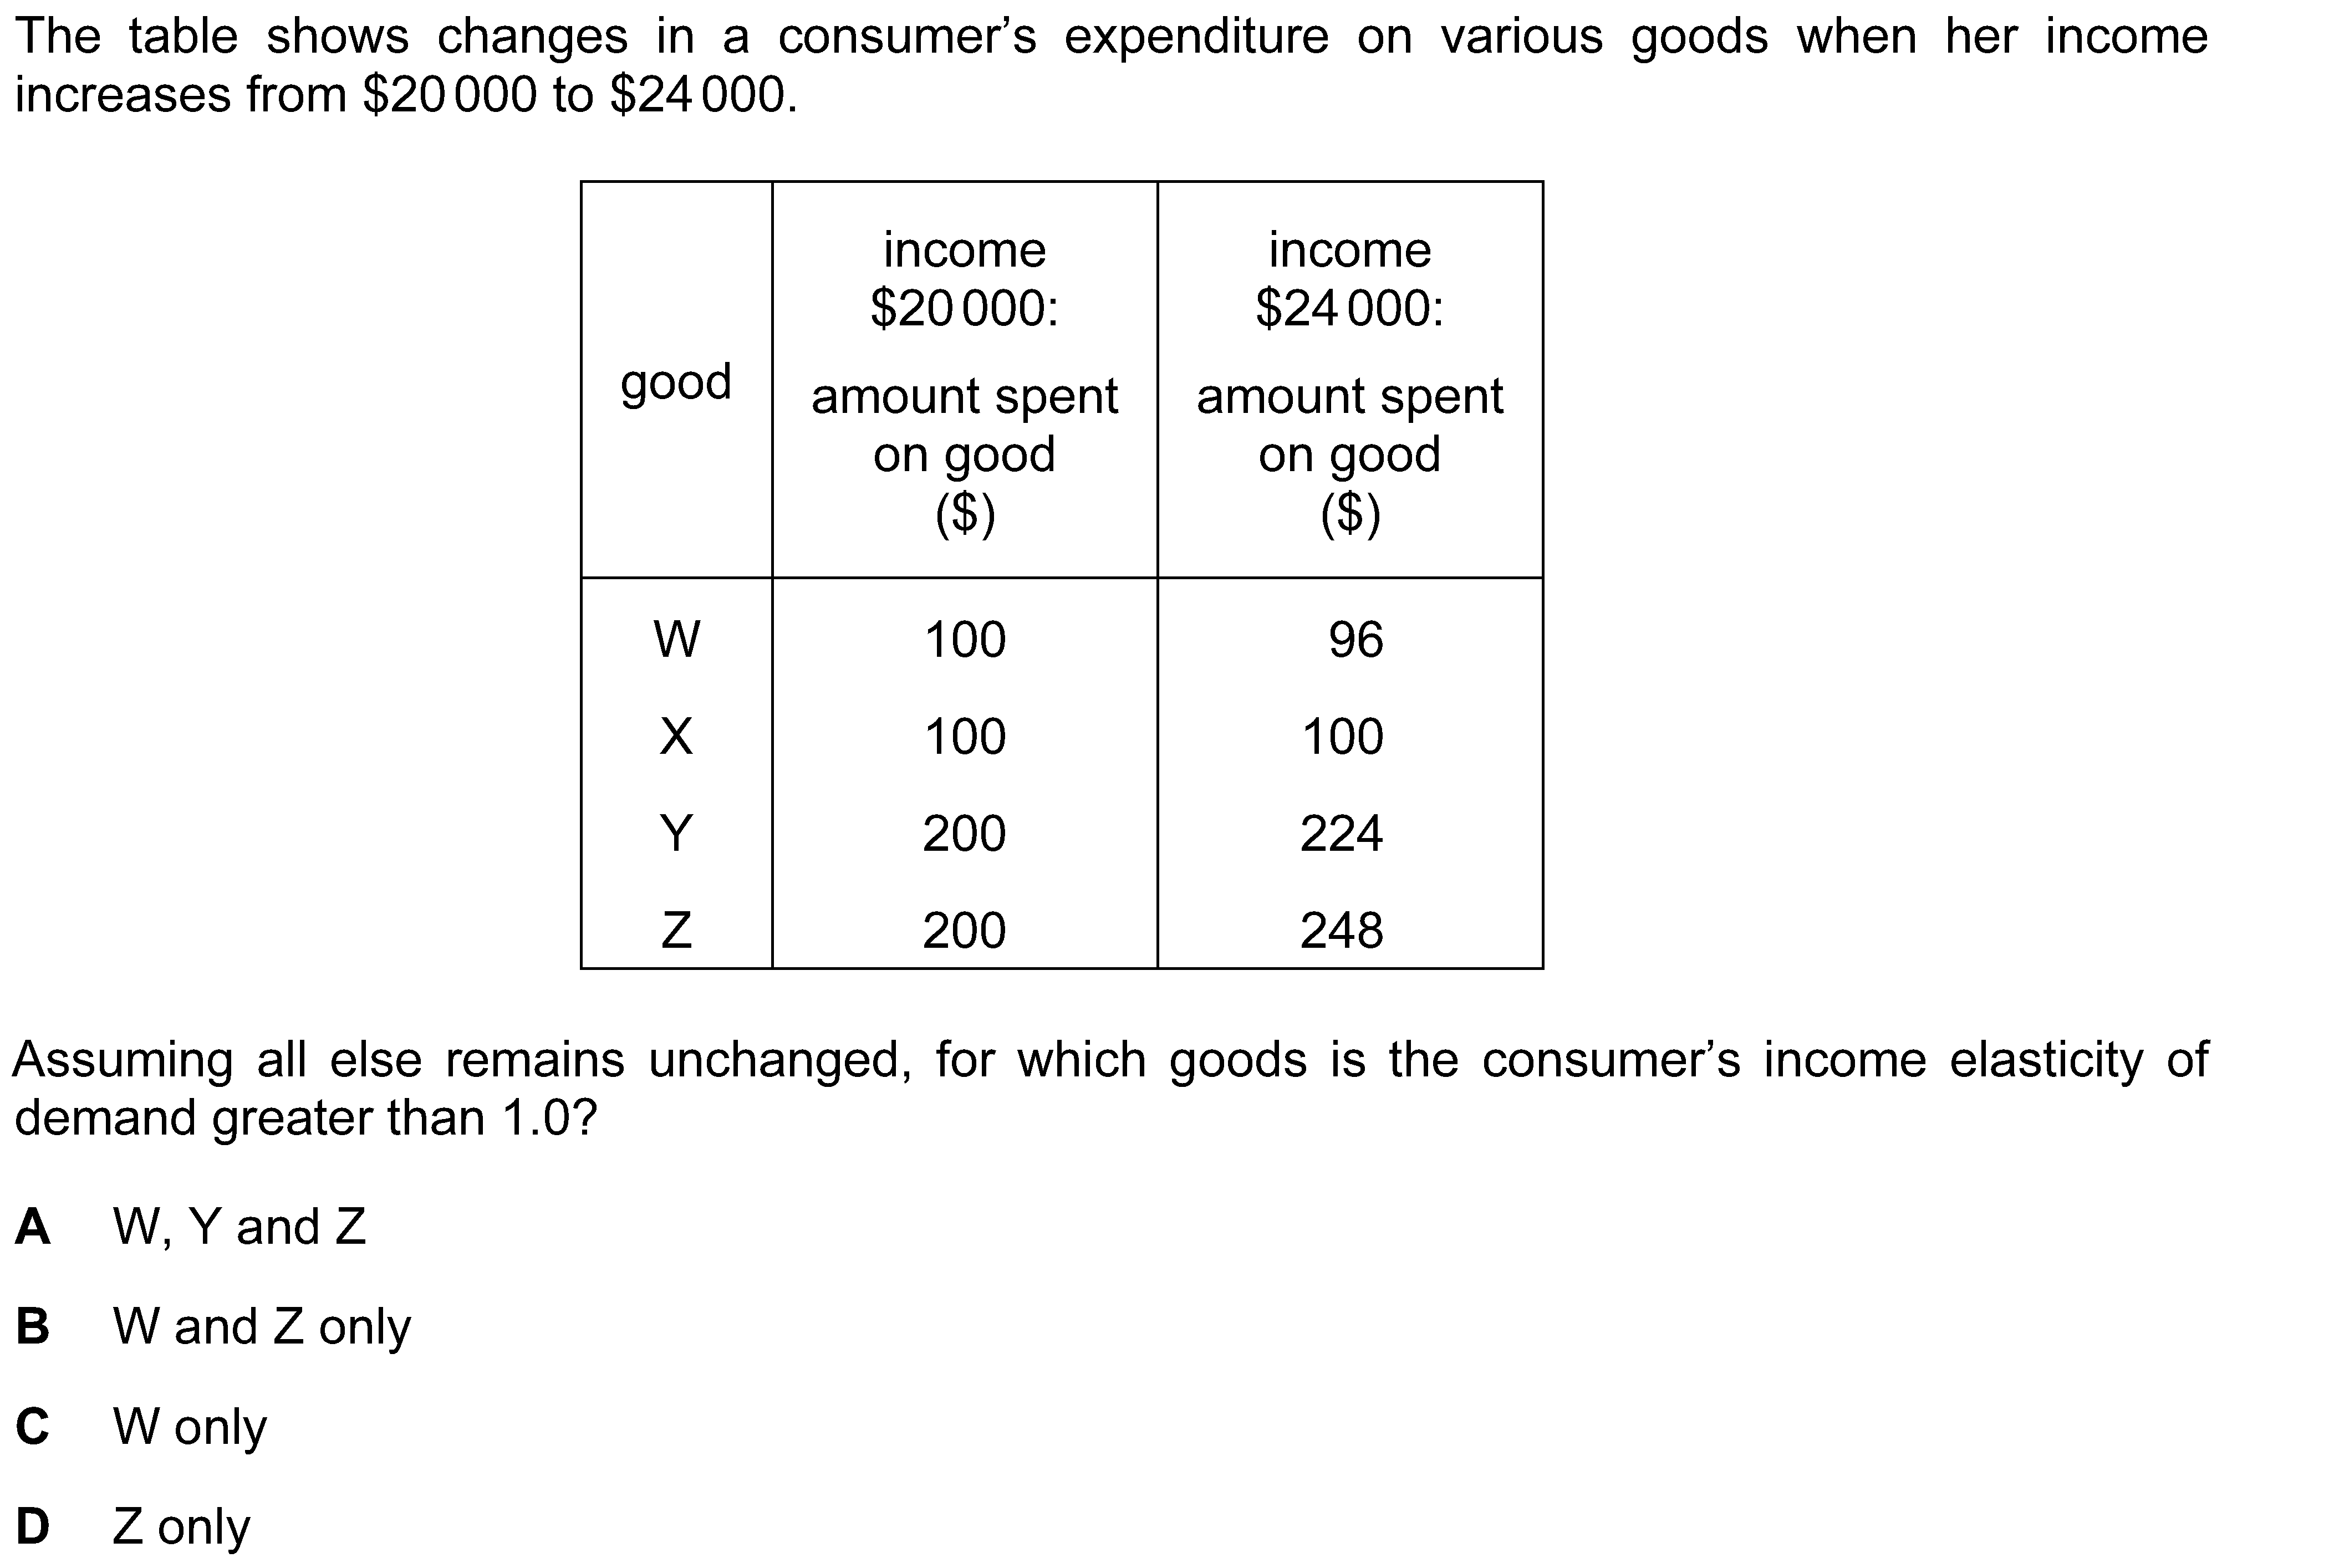 The table shows changes in a consumer’s expenditure on various goods when her income
increases from $20 000 to $24 000.
good
income
$20 000:
amount spent
on good
($)
income
$24 000:
amount spent
on good
($)
W 100 96
X 100 100
Y 200 224
Z 200 248
Assuming all else remains unchanged, for which goods is the consumer’s income elasticity of
demand greater than 1.0?
A W, Y and Z
B W and Z only
C W only
D Z only